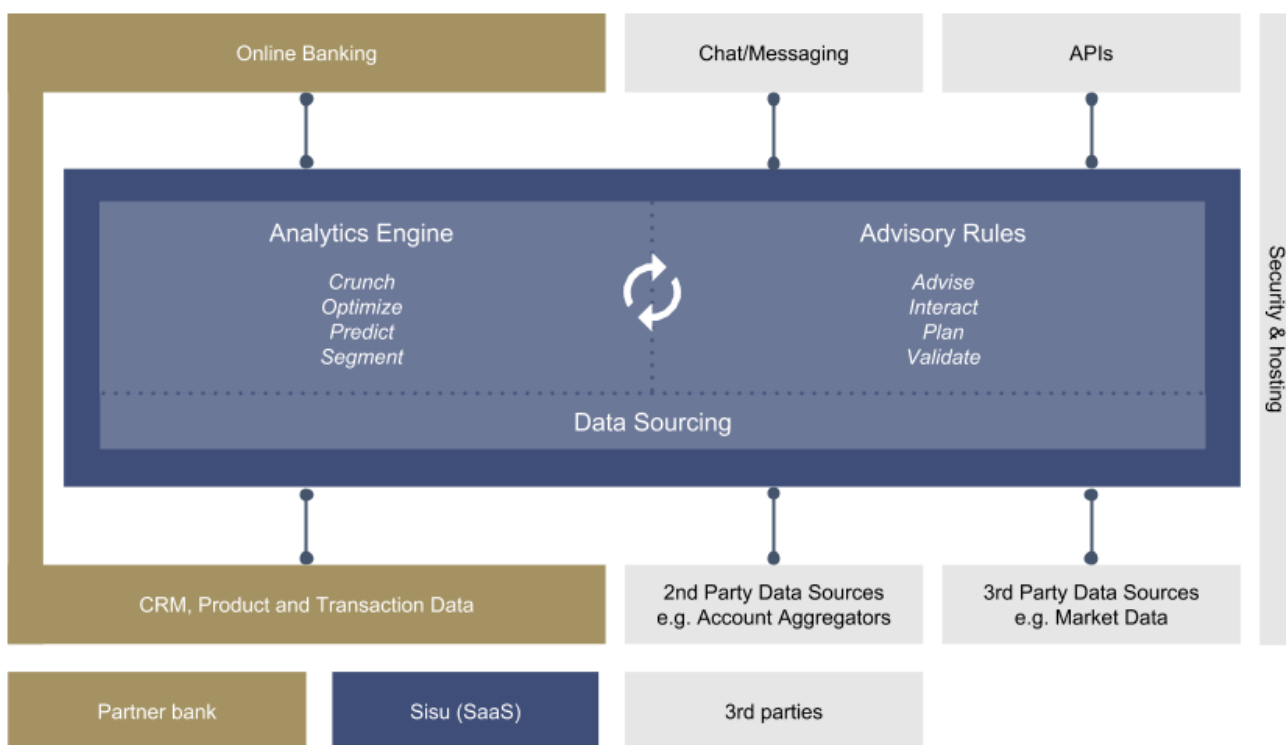 Online Banking
Chat/Messaging
APIs
Analytics Engine
Crunch
Optimize
Predict
Segment
Advisory Rules
Advise
Interact
Plan
Validate
Data Sourcing
Security & hosting
CRM, Product and Transaction Data
2nd Party Data Sources
e.g. Account Aggregators
3rd Party Data Sources
e.g. Market Data
Partner bank
Sisu (SaaS)
3rd parties